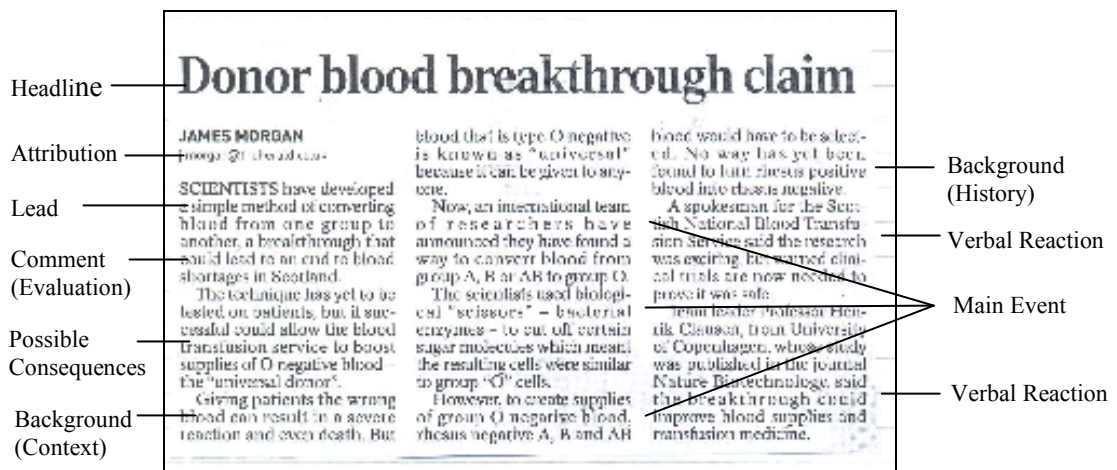 Headline
Attribution
Lead
Comment
(Evaluation)
Possible
Consequences
Background
(Context)
Donor blood breakthrough claim
JAMES MORGAN
SCIENTISTS have developed
a simple method of converting
blood from one group to
another, a breakthrough that
could lead to an end to blood
shortages in Scotland.
The technique has yet to be
tested on patients, but if suc-
cessful could allow the blood
transfusion service to boost
supplies of O negative blood –
the "universal donor".
Giving patients the wrong
blood can result in a severe
reaction and even death. But
blood that is type O negative
is known as "universal"
because it can be given to any-
one.
Now, an international team
of researchers have
announced they have found a
way to convert blood from
group A, B or AB to group O.
The scientists used biologi-
cal "scissors" – bacterial
enzymes – to cut off certain
sugar molecules which meant
the resulting cells were similar
to group "O" cells.
However, to create supplies
of group O negative blood,
rhesus negative A, B and AB
blood would have to be select-
ed. No way has yet been
found to turn rhesus positive
blood into rhesus negative.
A spokesman for the Scot-
tish National Blood Transfu-
sion Service said the research
was exciting but warned clini-
cal trials are now needed to
prove it was safe.
Team leader Professor Hen-
rik Clausen, from University
of Copenhagen, whose study
was published in the journal
Nature Biotechnology, said
the breakthrough could
improve blood supplies and
transfusion medicine.
Background
(History)
Verbal Reaction
Main Event
Verbal Reaction